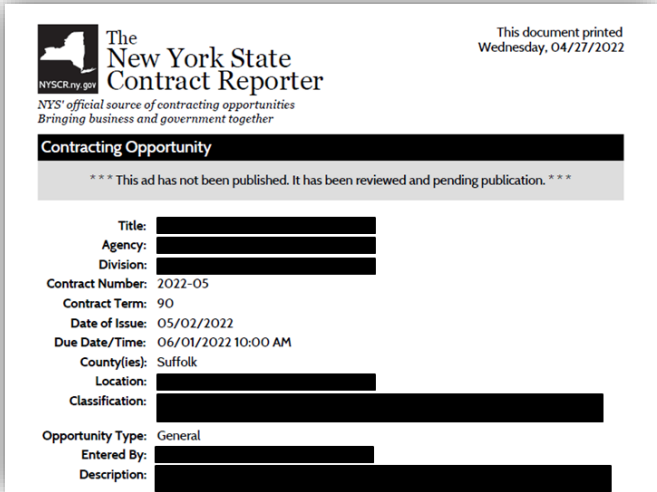 The
New York State
Contract Reporter
NYSCR.ny.gov
NYS' official source of contracting opportunities
Bringing business and government together
This document printed
Wednesday, 04/27/2022
Contracting Opportunity
* * * This ad has not been published. It has been reviewed and pending publication. * * *
Title:
Agency:
Division:
Contract Number: 2022-05
Contract Term: 90
Date of Issue: 05/02/2022
Due Date/Time: 06/01/2022 10:00 AM
County(ies): Suffolk
Location:
Classification:
Opportunity Type: General
Entered By:
Description: